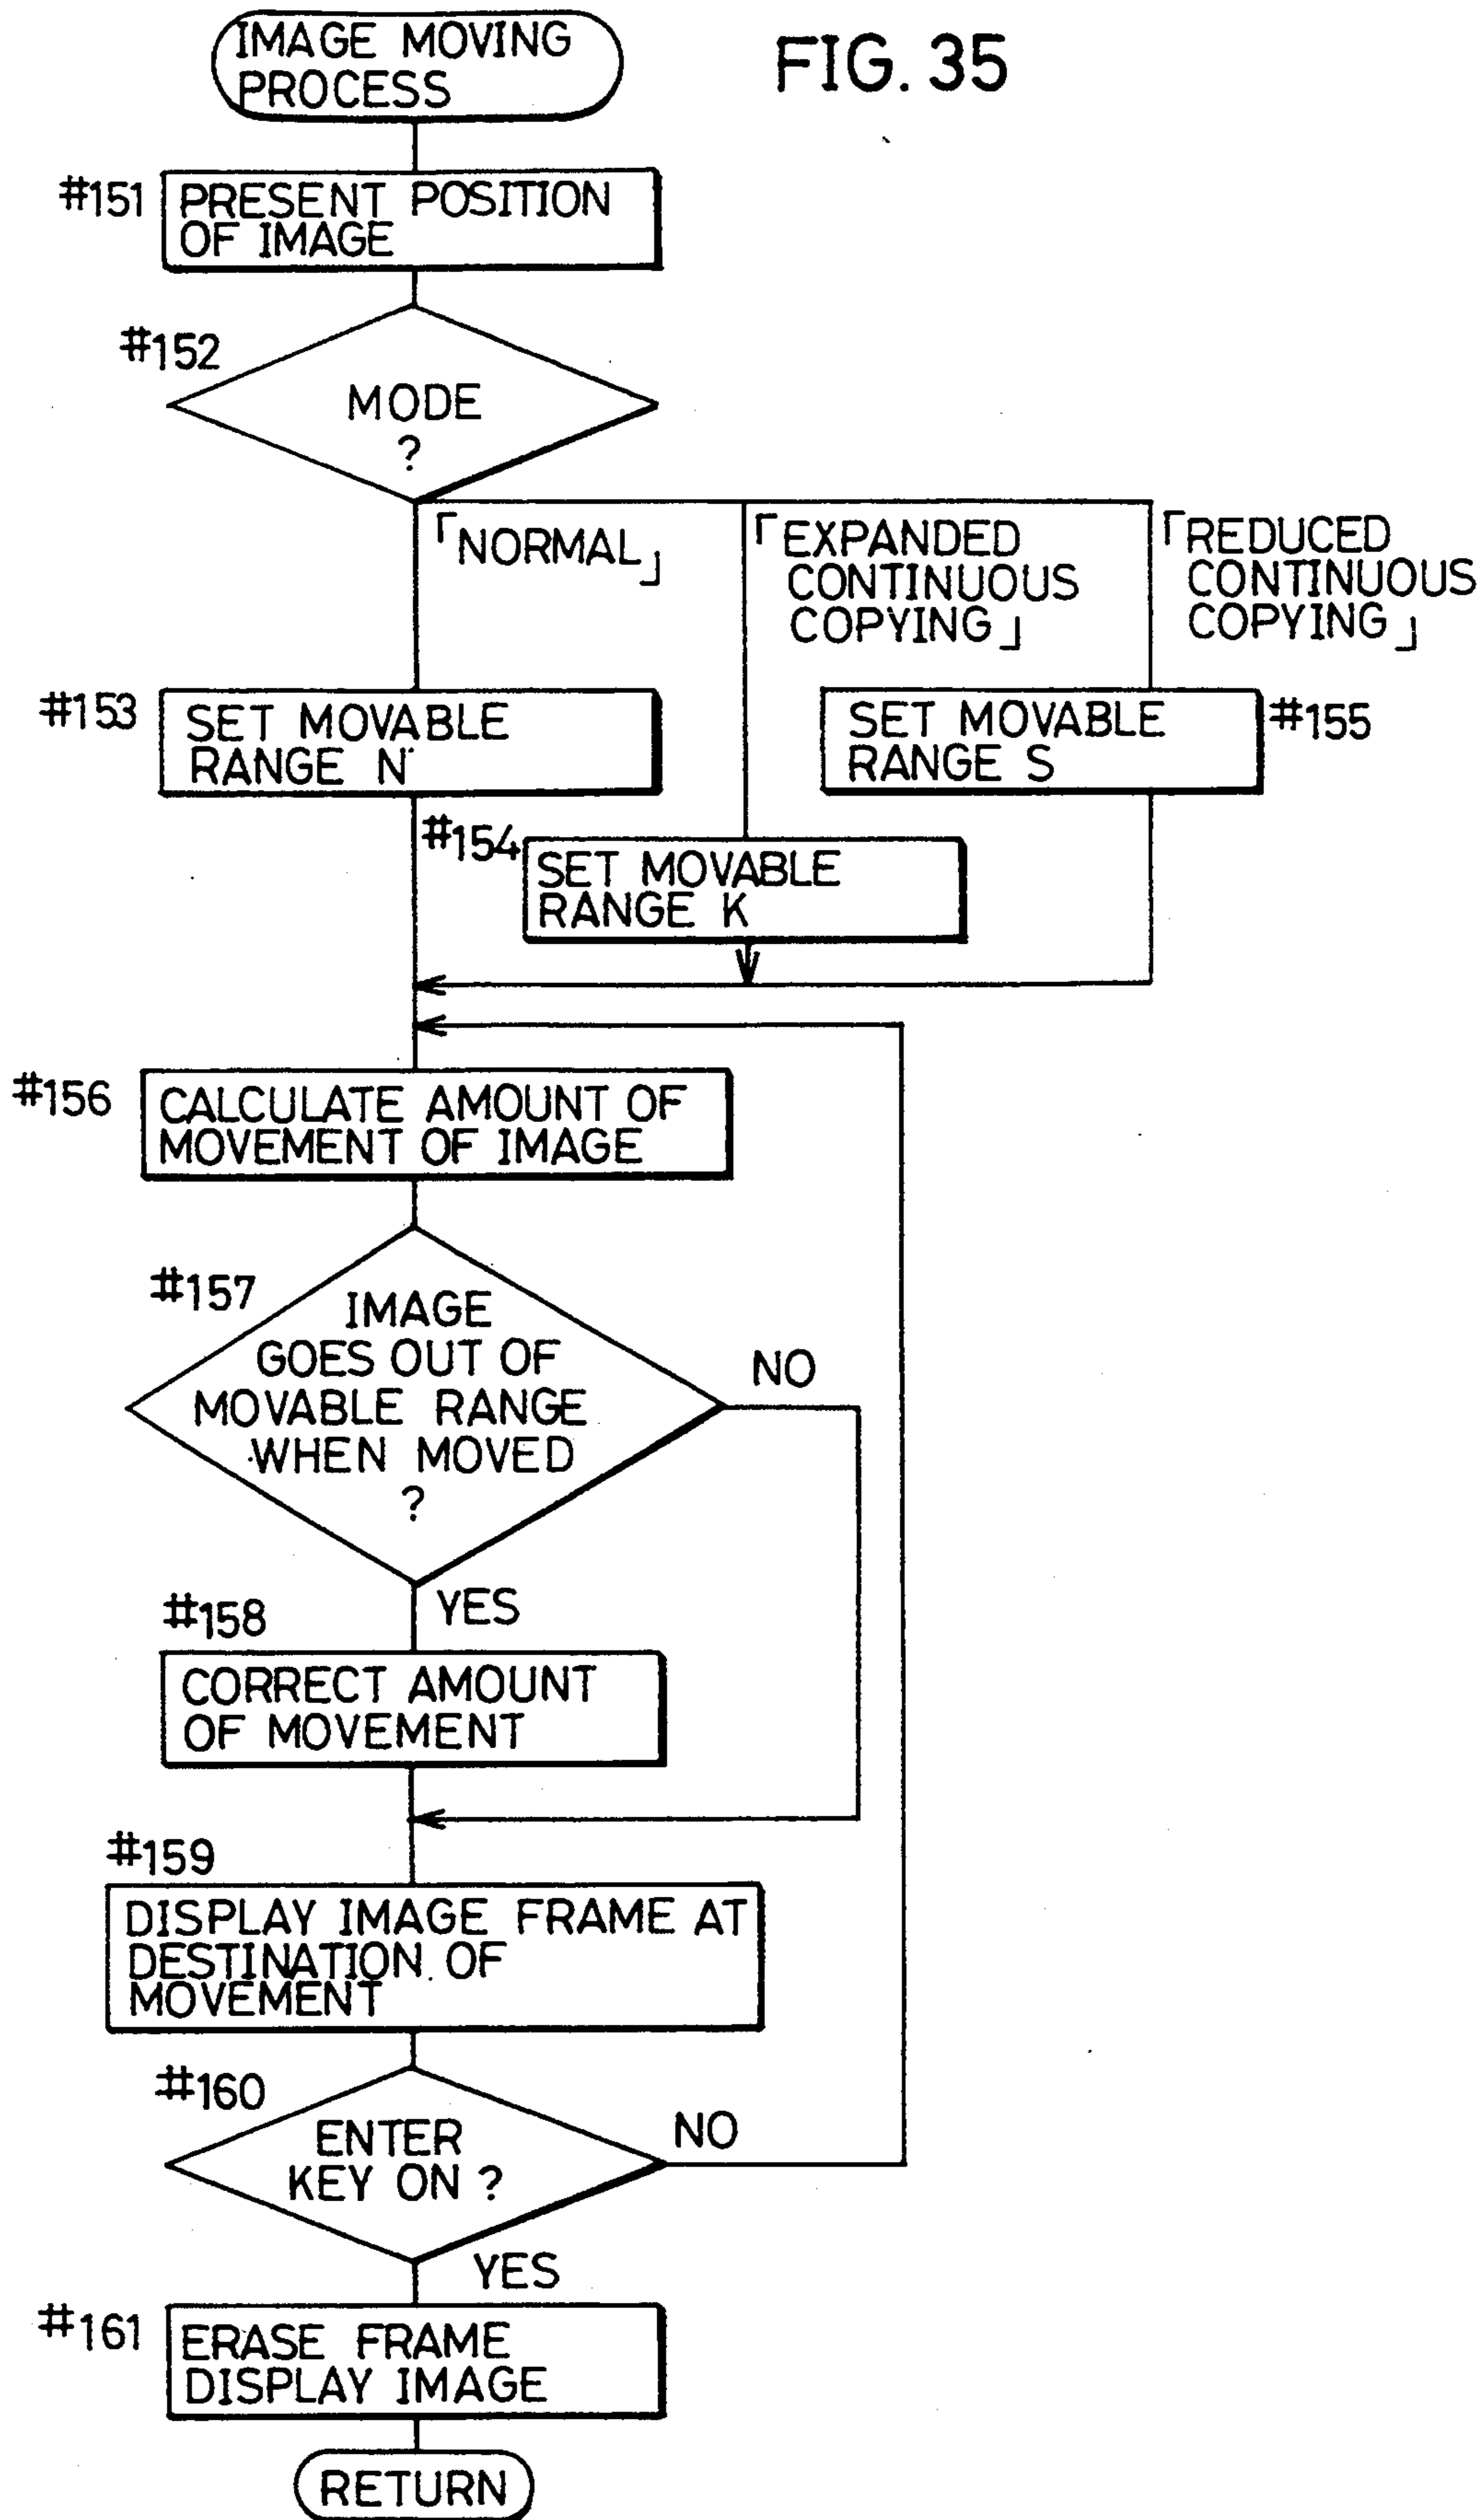 IMAGE MOVING
PROCESS
FIG. 35
#151
PRESENT POSITION
OF IMAGE
#152
MODE
?
「NORMAL」
「EXPANDED
CONTINUOUS
COPYING」
「REDUCED
CONTINUOUS
COPYING」
#153
SET MOVABLE
RANGE N
SET MOVABLE
RANGE S
#155
#154
SET MOVABLE
RANGE K
#156
CALCULATE AMOUNT OF
MOVEMENT OF IMAGE
#157
IMAGE
GOES OUT OF
MOVABLE RANGE
WHEN MOVED
?
NO
YES
#158
CORRECT AMOUNT
OF MOVEMENT
#159
DISPLAY IMAGE FRAME AT
DESTINATION OF
MOVEMENT
#160
ENTER
KEY ON ?
NO
YES
#161
ERASE FRAME
DISPLAY IMAGE
RETURN